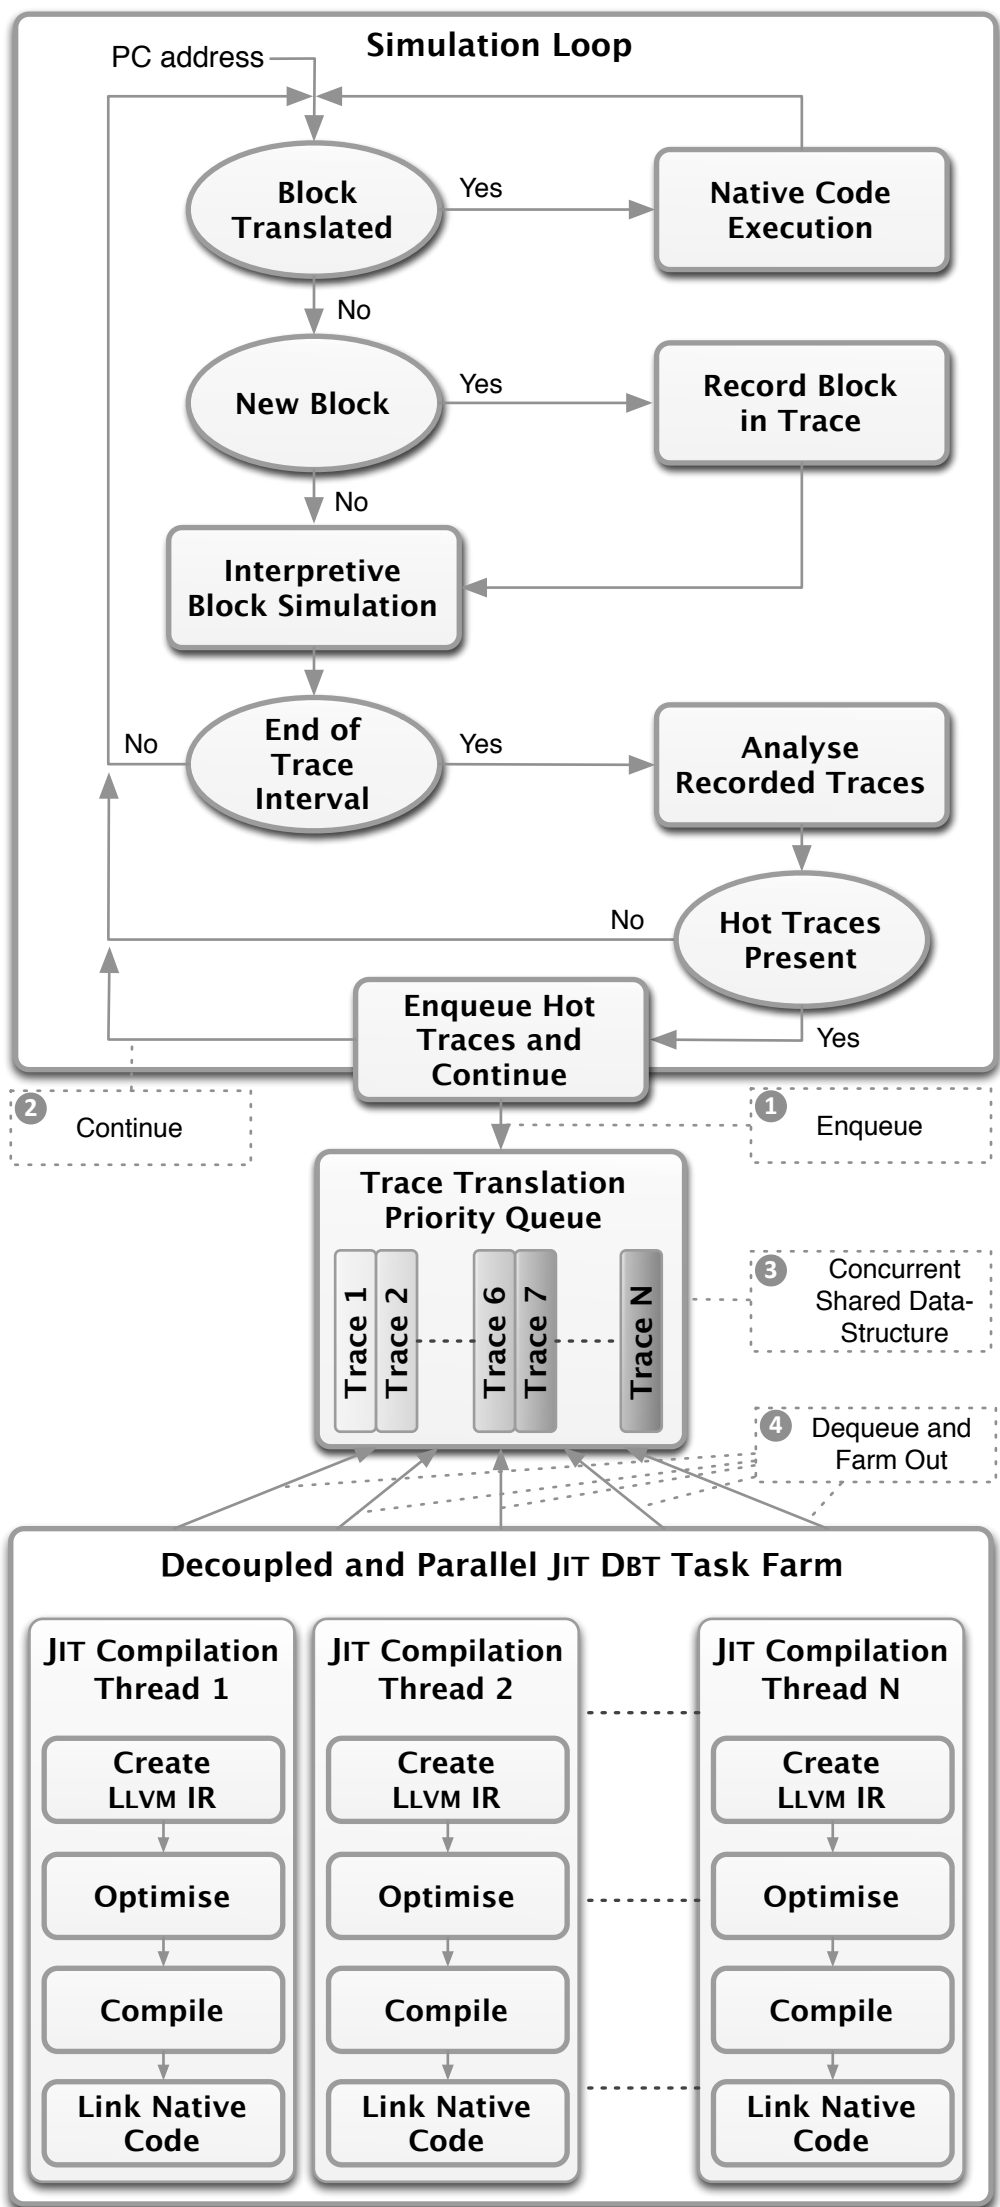 Simulation Loop
PC address
Block
Translated
Yes
Native Code
Execution
No
New Block
Yes
Record Block
in Trace
No
Interpretive
Block Simulation
End of
Trace
Interval
No
Yes
Analyse
Recorded Traces
Hot Traces
Present
No
Yes
Enqueue Hot
Traces and
Continue
2
Continue
1
Enqueue
Trace Translation
Priority Queue
Trace 1
Trace 2
Trace 6
Trace 7
Trace N
3
Concurrent
Shared Data-
Structure
4
Dequeue and
Farm Out
Decoupled and Parallel JIT DBT Task Farm
JIT Compilation
Thread 1
Create
LLVM IR
Optimise
Compile
Link Native
Code
JIT Compilation
Thread 2
Create
LLVM IR
Optimise
Compile
Link Native
Code
JIT Compilation
Thread N
Create
LLVM IR
Optimise
Compile
Link Native
Code